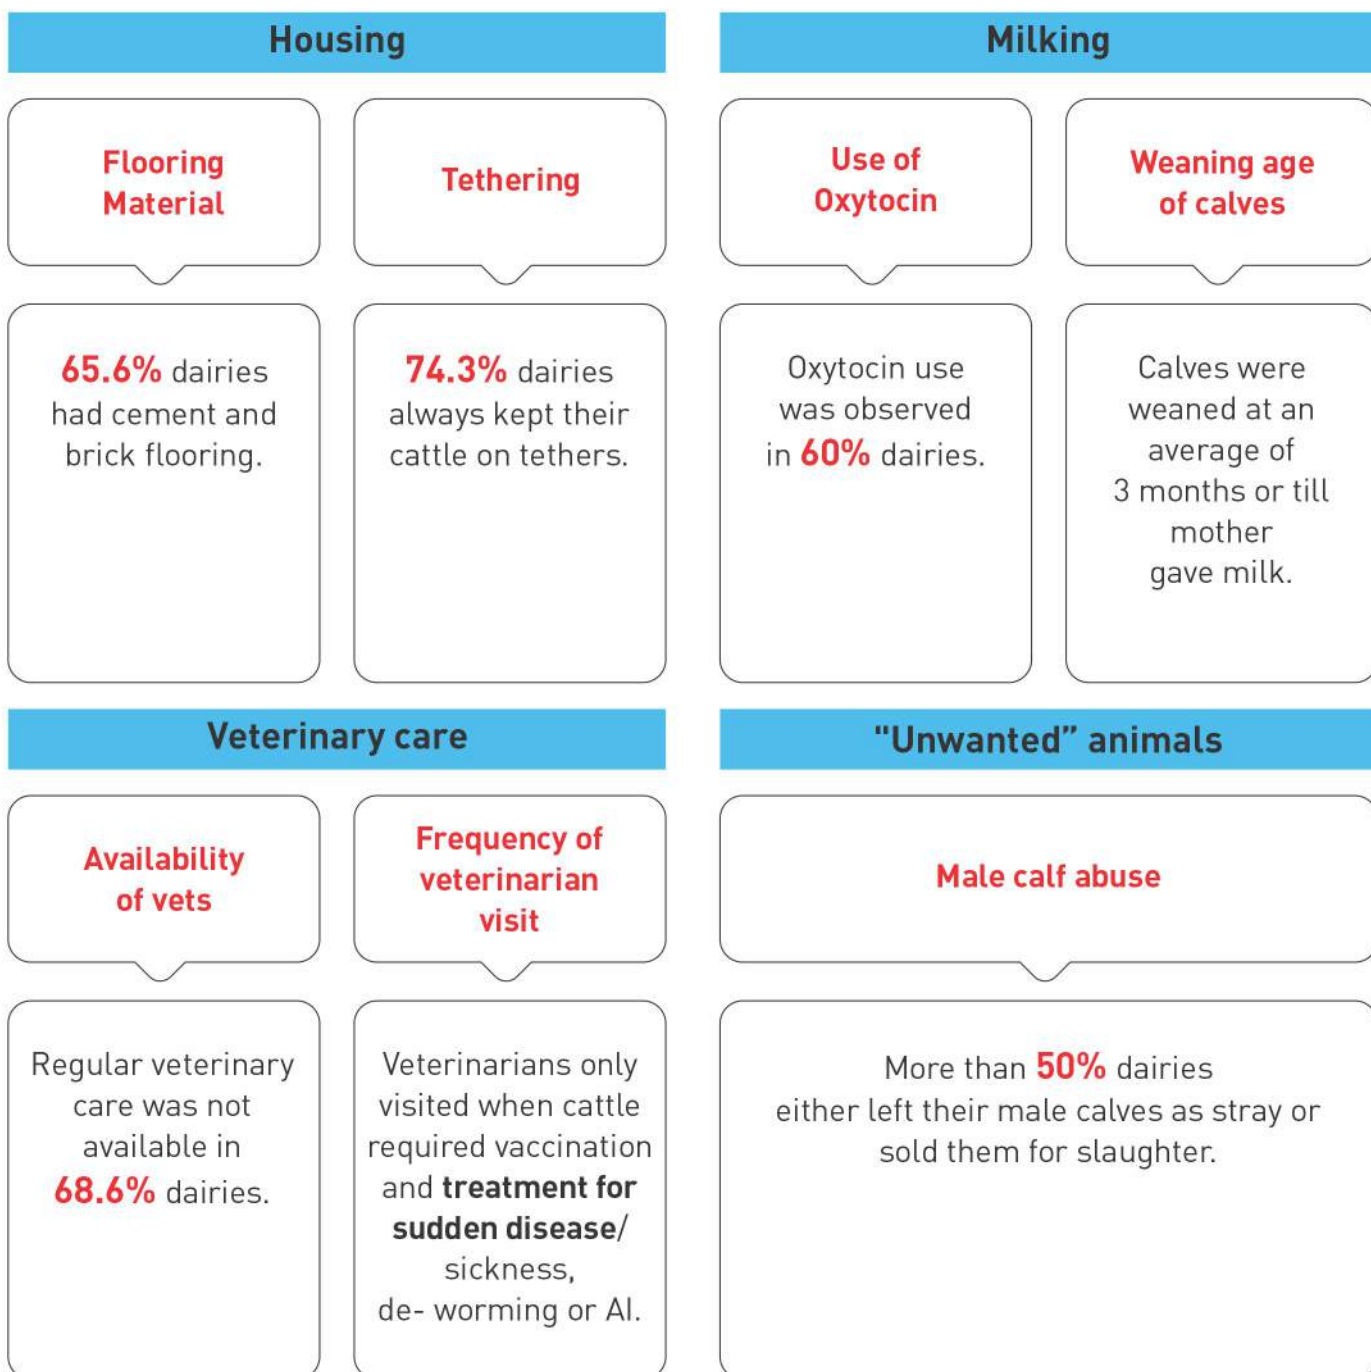 Housing
Flooring
Material
Tethering
65.6% dairies
had cement and
brick flooring.
74.3% dairies
always kept their
cattle on tethers.
Milking
Use of
Oxytocin
Weaning age
of calves
Oxytocin use
was observed
in 60% dairies.
Calves were
weaned at an
average of
3 months or till
mother
gave milk.
Veterinary care
Availability
of vets
Frequency of
veterinarian
visit
Regular veterinary
care was not
available in
68.6% dairies.
Veterinarians only
visited when cattle
required vaccination
and treatment for
sudden disease/
sickness,
de- worming or AI.
"Unwanted” animals
Male calf abuse
More than 50% dairies
either left their male calves as stray or
sold them for slaughter.